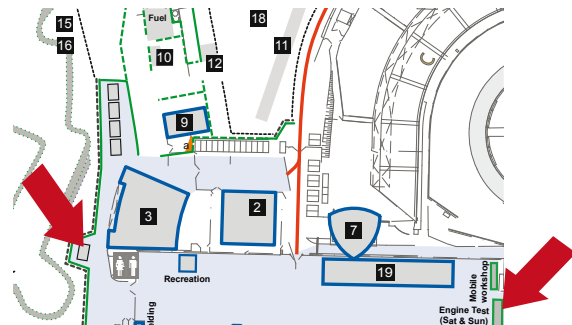 15
16
Fuel
18
10
11
12
9
a
3
2
7
19
Recreation
Mobile
workshop
Engine Test
(Sat & Sun)